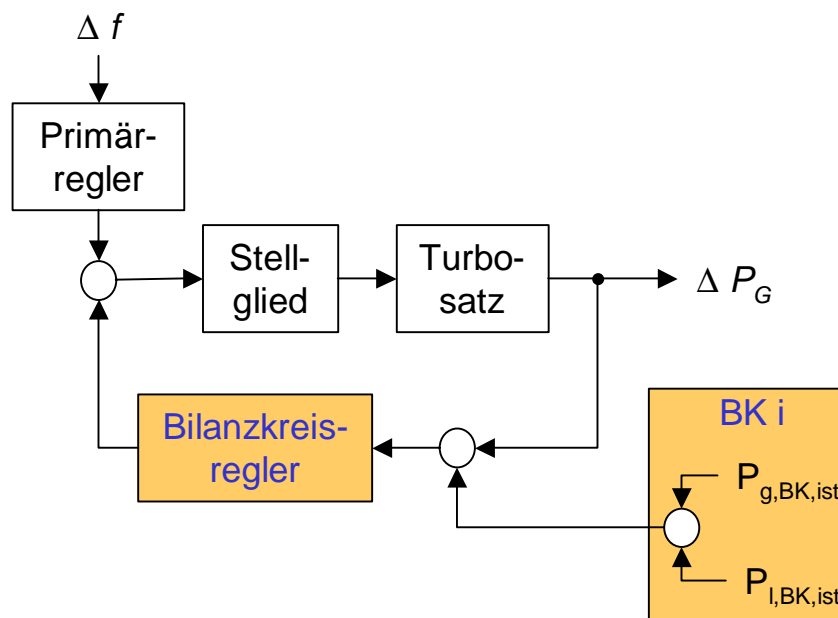 Δ f
Primär-
regler
Stell-
glied
Turbo-
satz
Δ P_G
Bilanzkreis-
regler
BK i
P_g,BK,ist
P_l,BK,ist